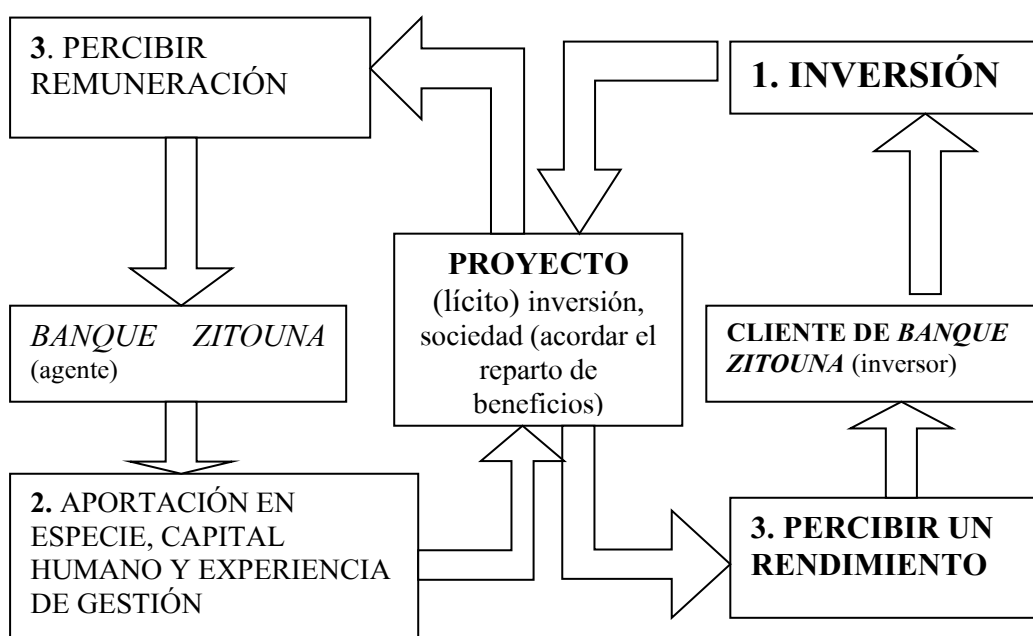 3. PERCIBIR
REMUNERACIÓN
1. INVERSIÓN
PROYECTO
(lícito) inversión,
sociedad (acordar el
reparto de
beneficios)
BANQUE ZITOUNA
(agente)
CLIENTE DE BANQUE
ZITOUNA (inversor)
2. APORTACIÓN EN
ESPECIE, CAPITAL
HUMANO Y EXPERIENCIA
DE GESTIÓN
3. PERCIBIR UN
RENDIMIENTO